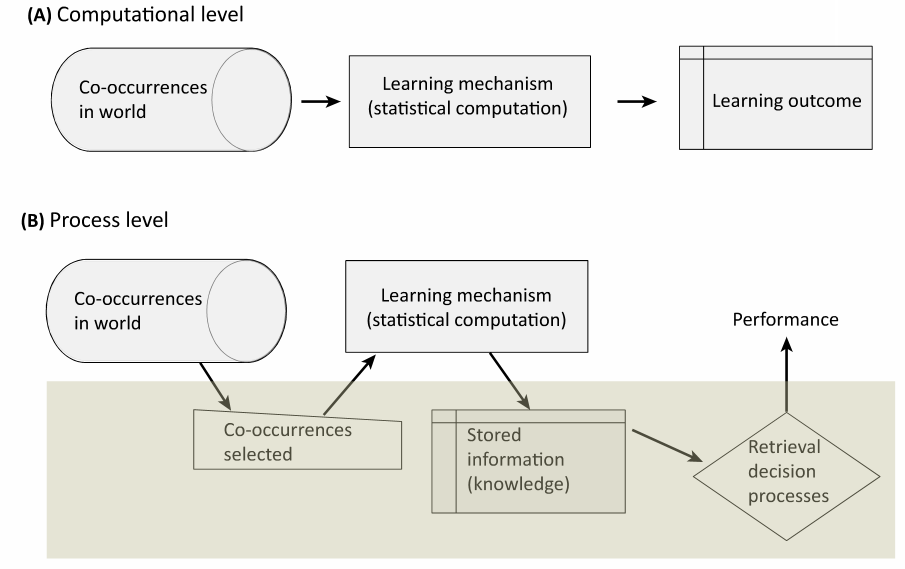 (A) Computational level
Co-occurrences
in world
Learning mechanism
(statistical computation)
Learning outcome
(B) Process level
Co-occurrences
in world
Learning mechanism
(statistical computation)
Performance
Co-occurrences
selected
Stored
information
(knowledge)
Retrieval
decision
processes